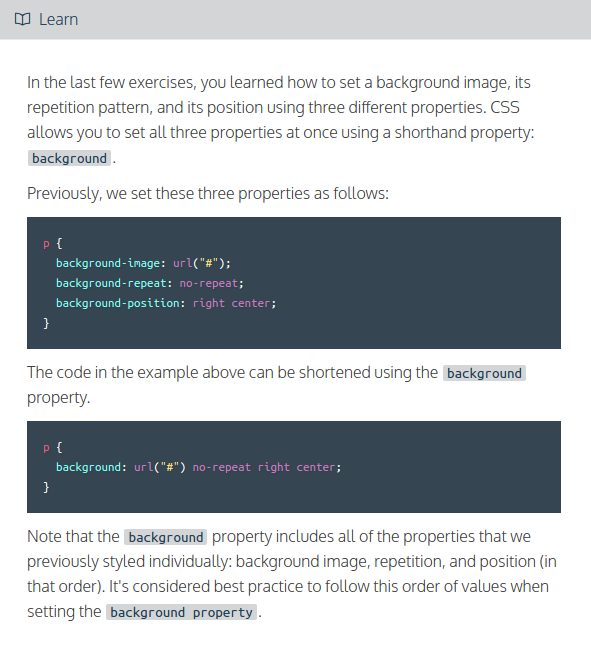 Learn
In the last few exercises, you learned how to set a background image, its
repetition pattern, and its position using three different properties. CSS
allows you to set all three properties at once using a shorthand property:
background.
Previously, we set these three properties as follows:
p {
  background-image: url("#");
  background-repeat: no-repeat;
  background-position: right center;
}
The code in the example above can be shortened using the background
property.
p {
  background: url("#") no-repeat right center;
}
Note that the background property includes all of the properties that we
previously styled individually: background image, repetition, and position (in
that order). It's considered best practice to follow this order of values when
setting the background property.